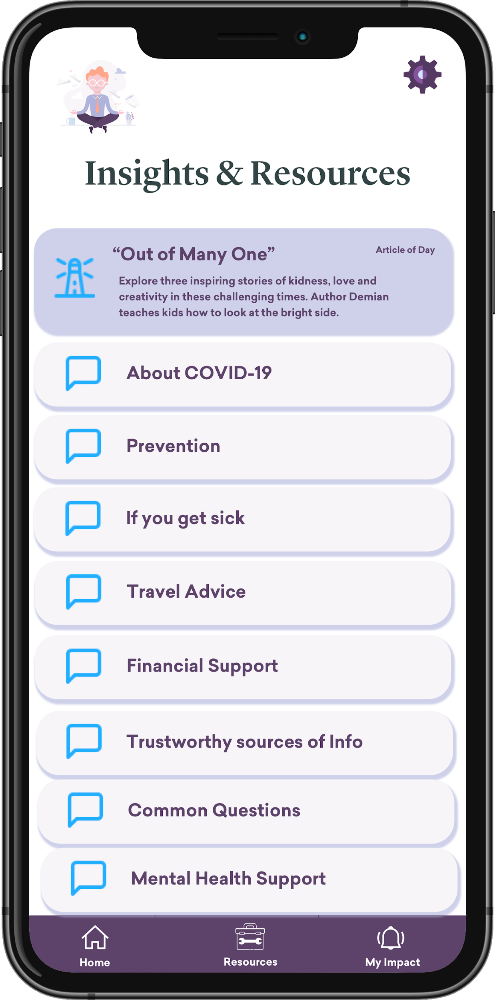 Insights & Resources
“Out of Many One”
Article of Day
Explore three inspiring stories of kidness, love and
creativity in these challenging times. Author Demian
teaches kids how to look at the bright side.
About COVID-19
Prevention
If you get sick
Travel Advice
Financial Support
Trustworthy sources of Info
Common Questions
Mental Health Support
Home
Resources
My Impact